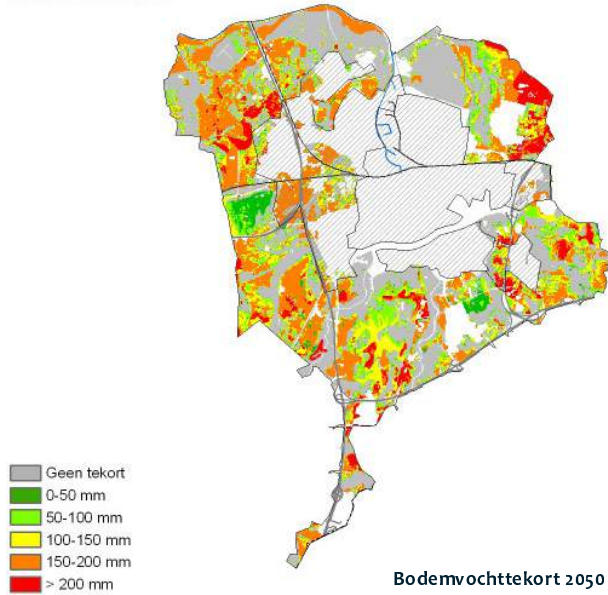 Geen tekort
0-50 mm
50-100 mm
100-150 mm
150-200 mm
> 200 mm
Bodemvochttekort 2050